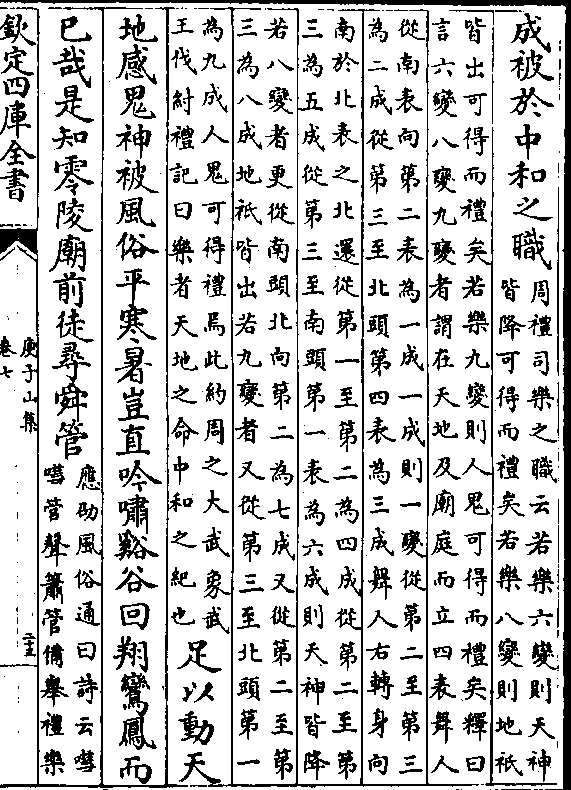 成被於中和之職
周禮司樂之職云若樂六變則天神
皆降可得而禮矣若樂八變則地祇
皆出可得而禮矣若樂九變則人鬼可得而禮矣釋曰
言六變八變九變者謂在天地及廟庭而立四表舞人
從南表向第二表為一成一成則一變從第二至第三
為二成從第三至北頭第四表為三成舞人右轉身向
南於北表之北還從第一至第二為四成從第二至第
三為五成從第三至南頭第一表為六成則天神皆降
若八變者更從南頭北向第二為七成又從第二至第
三為八成地祇皆出若九變者又從第三至北頭第一
為九成人鬼可得禮焉此約周之大武象武
王伐紂禮記曰樂者天地之命中和之紀也
足以動天
地感鬼神被風俗平寒暑豈直吟嘯谿谷回翔鸞鳳而
已哉是知零陵廟前徒尋舜管
應劭風俗通曰詩云嘒
嘒管聲簫管備舉禮樂
欽定四庫全書
庾子山集
卷七
二十五